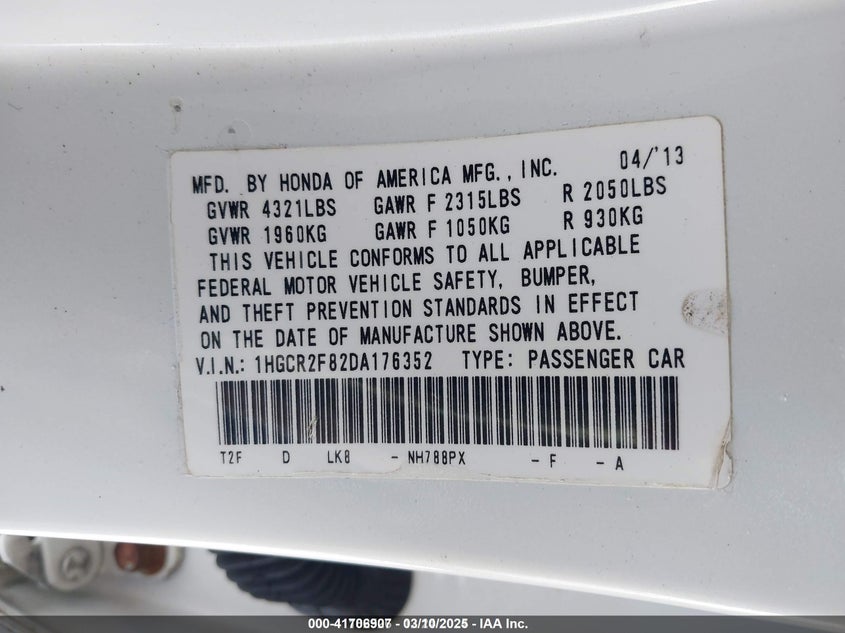 MFD. BY HONDA OF AMERICA MFG., INC. 04/'13
GVWR 4321LBS GAWR F 2315LBS R 2050LBS
GVWR 1960KG GAWR F 1050KG R 930KG
THIS VEHICLE CONFORMS TO ALL APPLICABLE
FEDERAL MOTOR VEHICLE SAFETY, BUMPER,
AND THEFT PREVENTION STANDARDS IN EFFECT
ON THE DATE OF MANUFACTURE SHOWN ABOVE.
V.I.N.: 1HGCR2F82DA176352 TYPE: PASSENGER CAR
T2F D LK8 - NH788PX - F - A
000-41706907 - 03/10/2025 - IAA Inc.